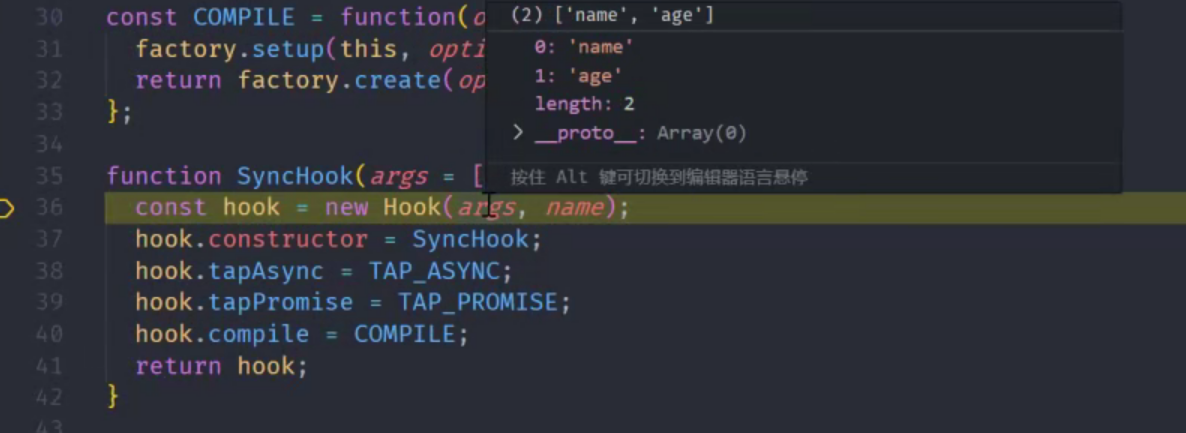 30 const COMPILE = function(o
(2) ['name', 'age']
31 factory.setup(this, opti
0: 'name'
32 return factory.create(op
1: 'age'
33 };
length: 2
34
> __proto__: Array(0)
35 function SyncHook(args = [
按住 Alt 键可切换到编辑器语言悬停
36 const hook = new Hook(args, name);
37 hook.constructor = SyncHook;
38 hook.tapAsync = TAP_ASYNC;
39 hook.tapPromise = TAP_PROMISE;
40 hook.compile = COMPILE;
41 return hook;
42 }
43